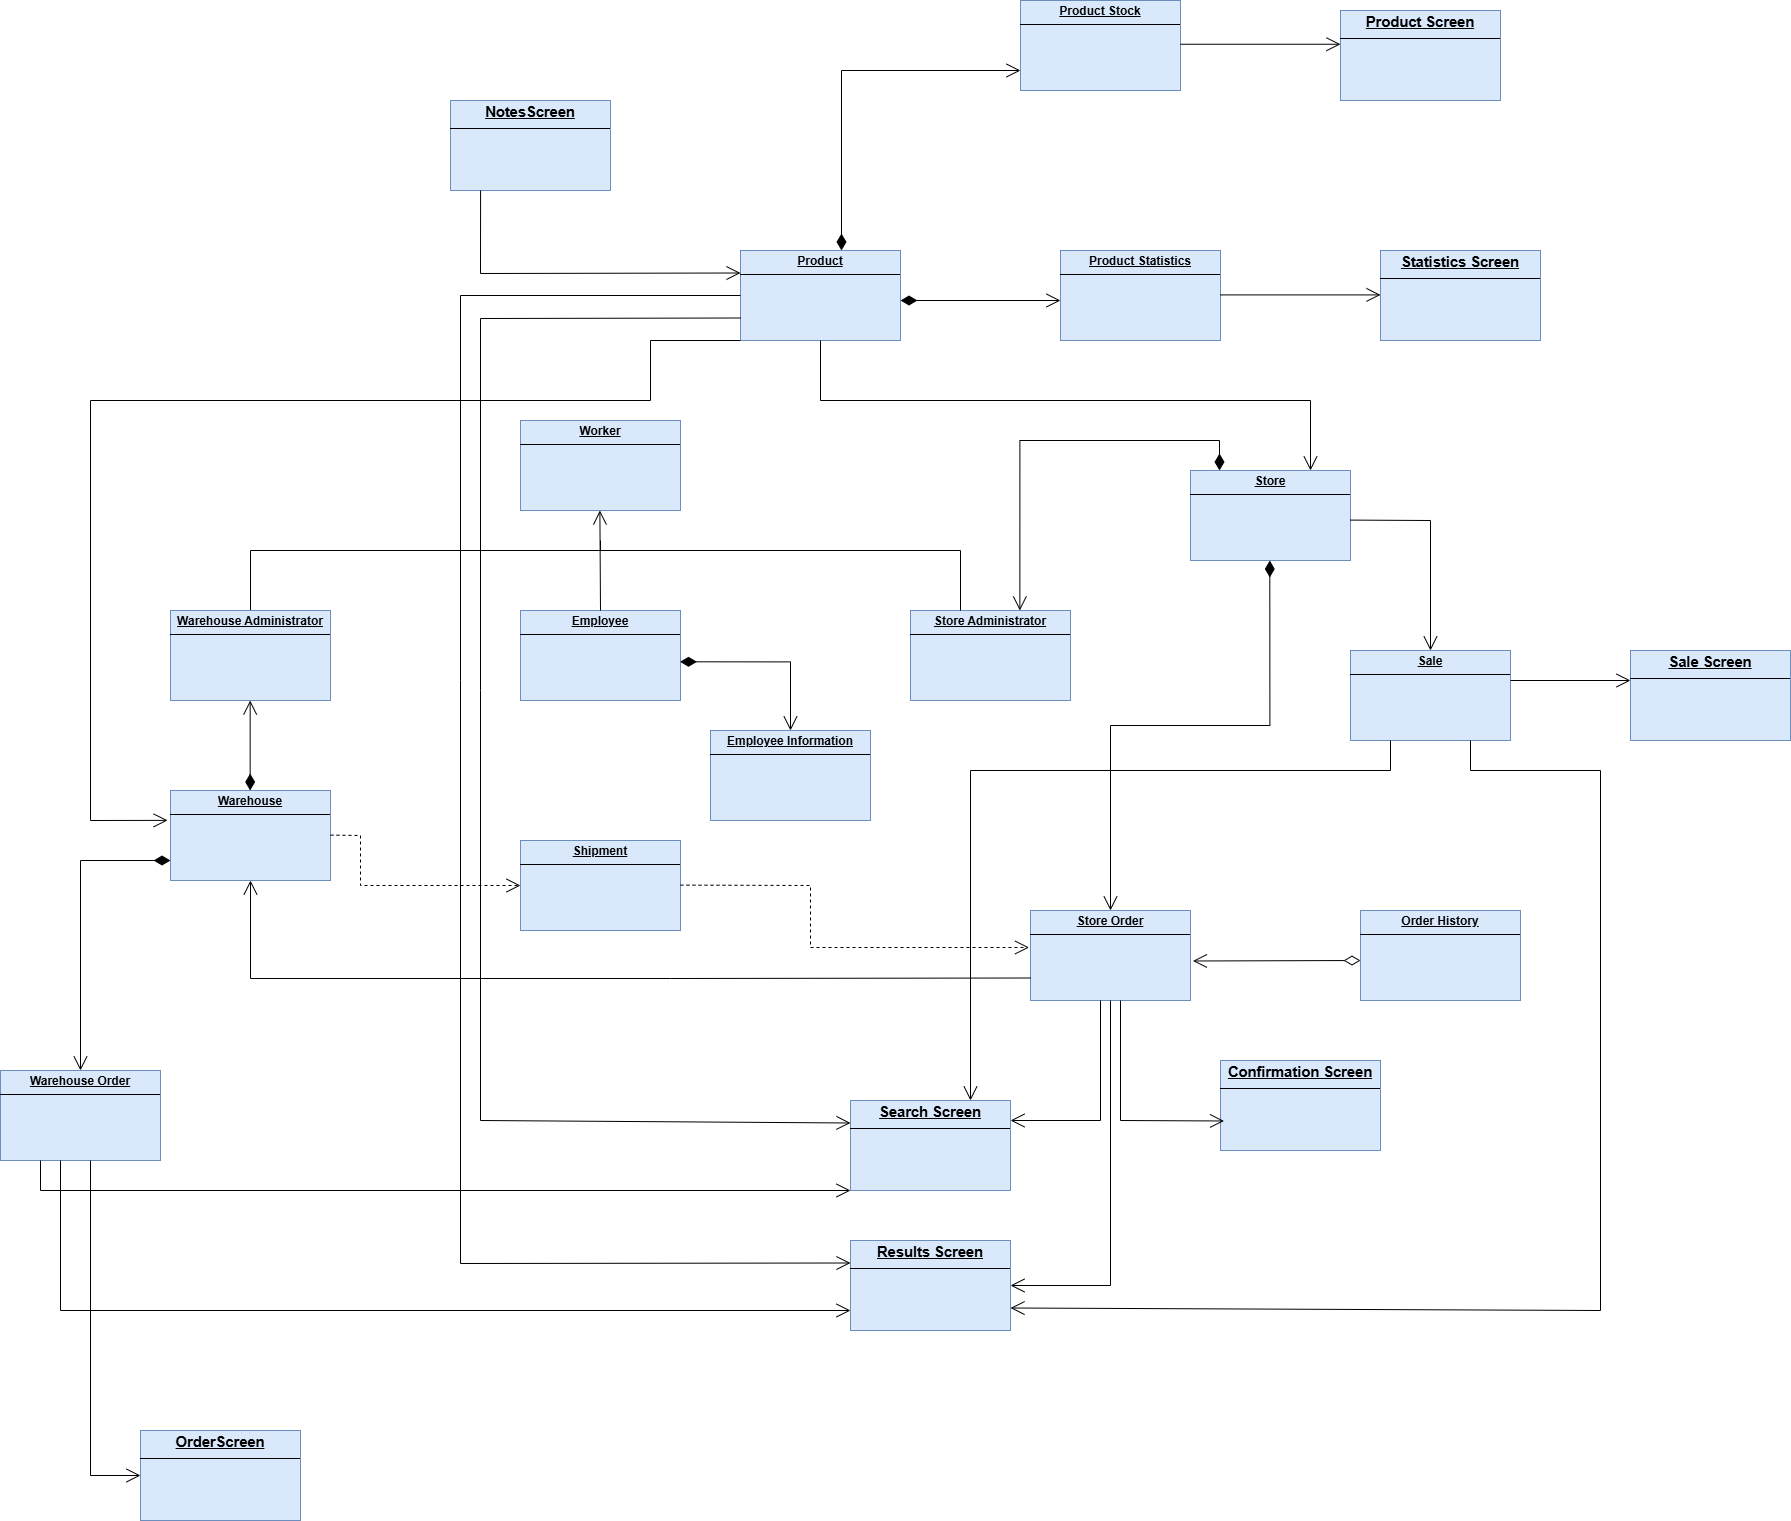 Product Stock
Product Screen
NotesScreen
Product
Product Statistics
Statistics Screen
Worker
Store
Warehouse Administrator
Employee
Store Administrator
Sale
Sale Screen
Employee Information
Warehouse
Shipment
Store Order
Order History
Warehouse Order
Confirmation Screen
Search Screen
Results Screen
OrderScreen